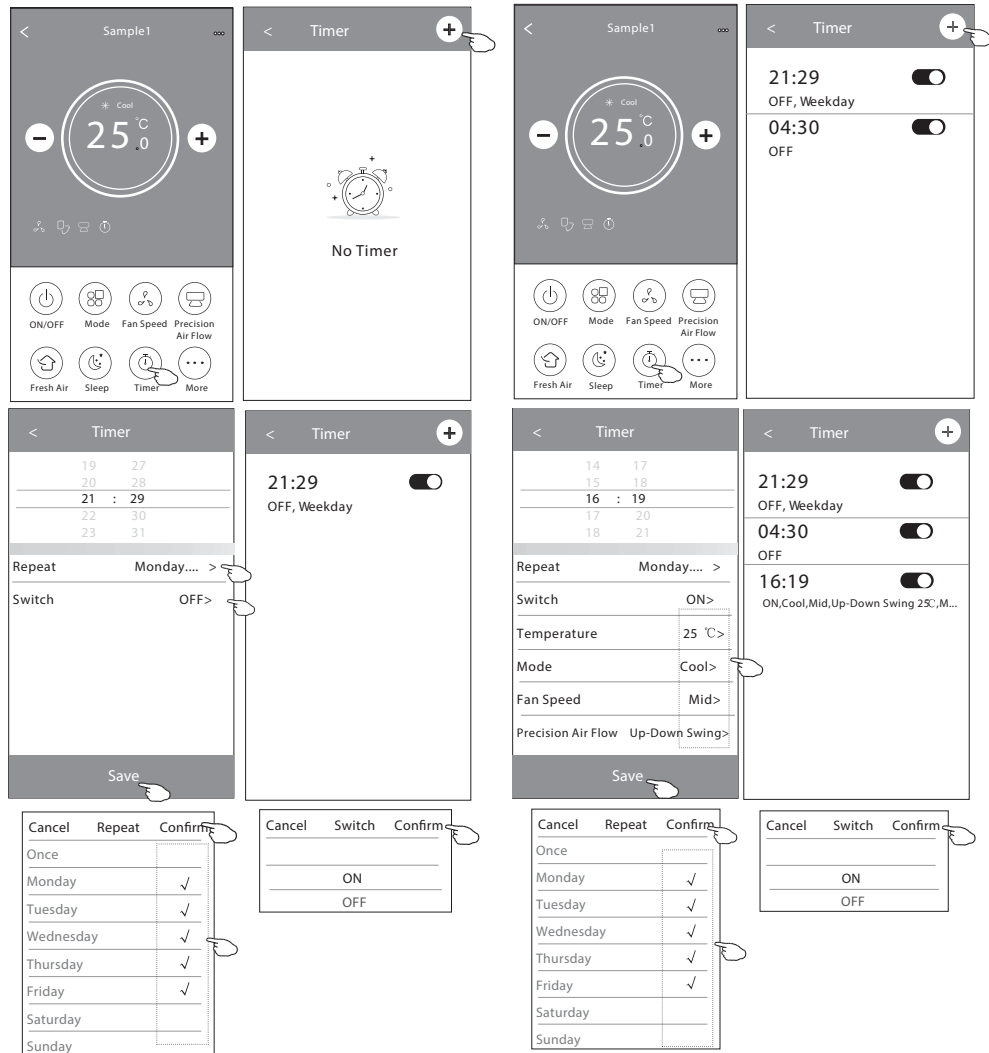 < Sample1
Cool
25.0 °C
ON/OFF Mode Fan Speed Precision Air Flow
Fresh Air Sleep Timer More
< Timer +
No Timer
< Sample1
Cool
25.0 °C
ON/OFF Mode Fan Speed Precision Air Flow
Fresh Air Sleep Timer More
< Timer +
21:29
OFF, Weekday
04:30
OFF
< Timer
19 27
20 28
21 : 29
22 30
23 31
Repeat Monday.... >
Switch OFF>
Save
< Timer +
21:29
OFF, Weekday
< Timer
14 17
15 18
16 : 19
17 20
18 21
Repeat Monday.... >
Switch ON>
Temperature 25 ℃>
Mode Cool>
Fan Speed Mid>
Precision Air Flow Up-Down Swing>
Save
< Timer +
21:29
OFF, Weekday
04:30
OFF
16:19
ON,Cool,Mid,Up-Down Swing 25℃,M...
Cancel Repeat Confirm
Once
Monday √
Tuesday √
Wednesday √
Thursday √
Friday √
Saturday
Sunday
Cancel Switch Confirm
ON
OFF
Cancel Repeat Confirm
Once
Monday √
Tuesday √
Wednesday √
Thursday √
Friday √
Saturday
Sunday
Cancel Switch Confirm
ON
OFF